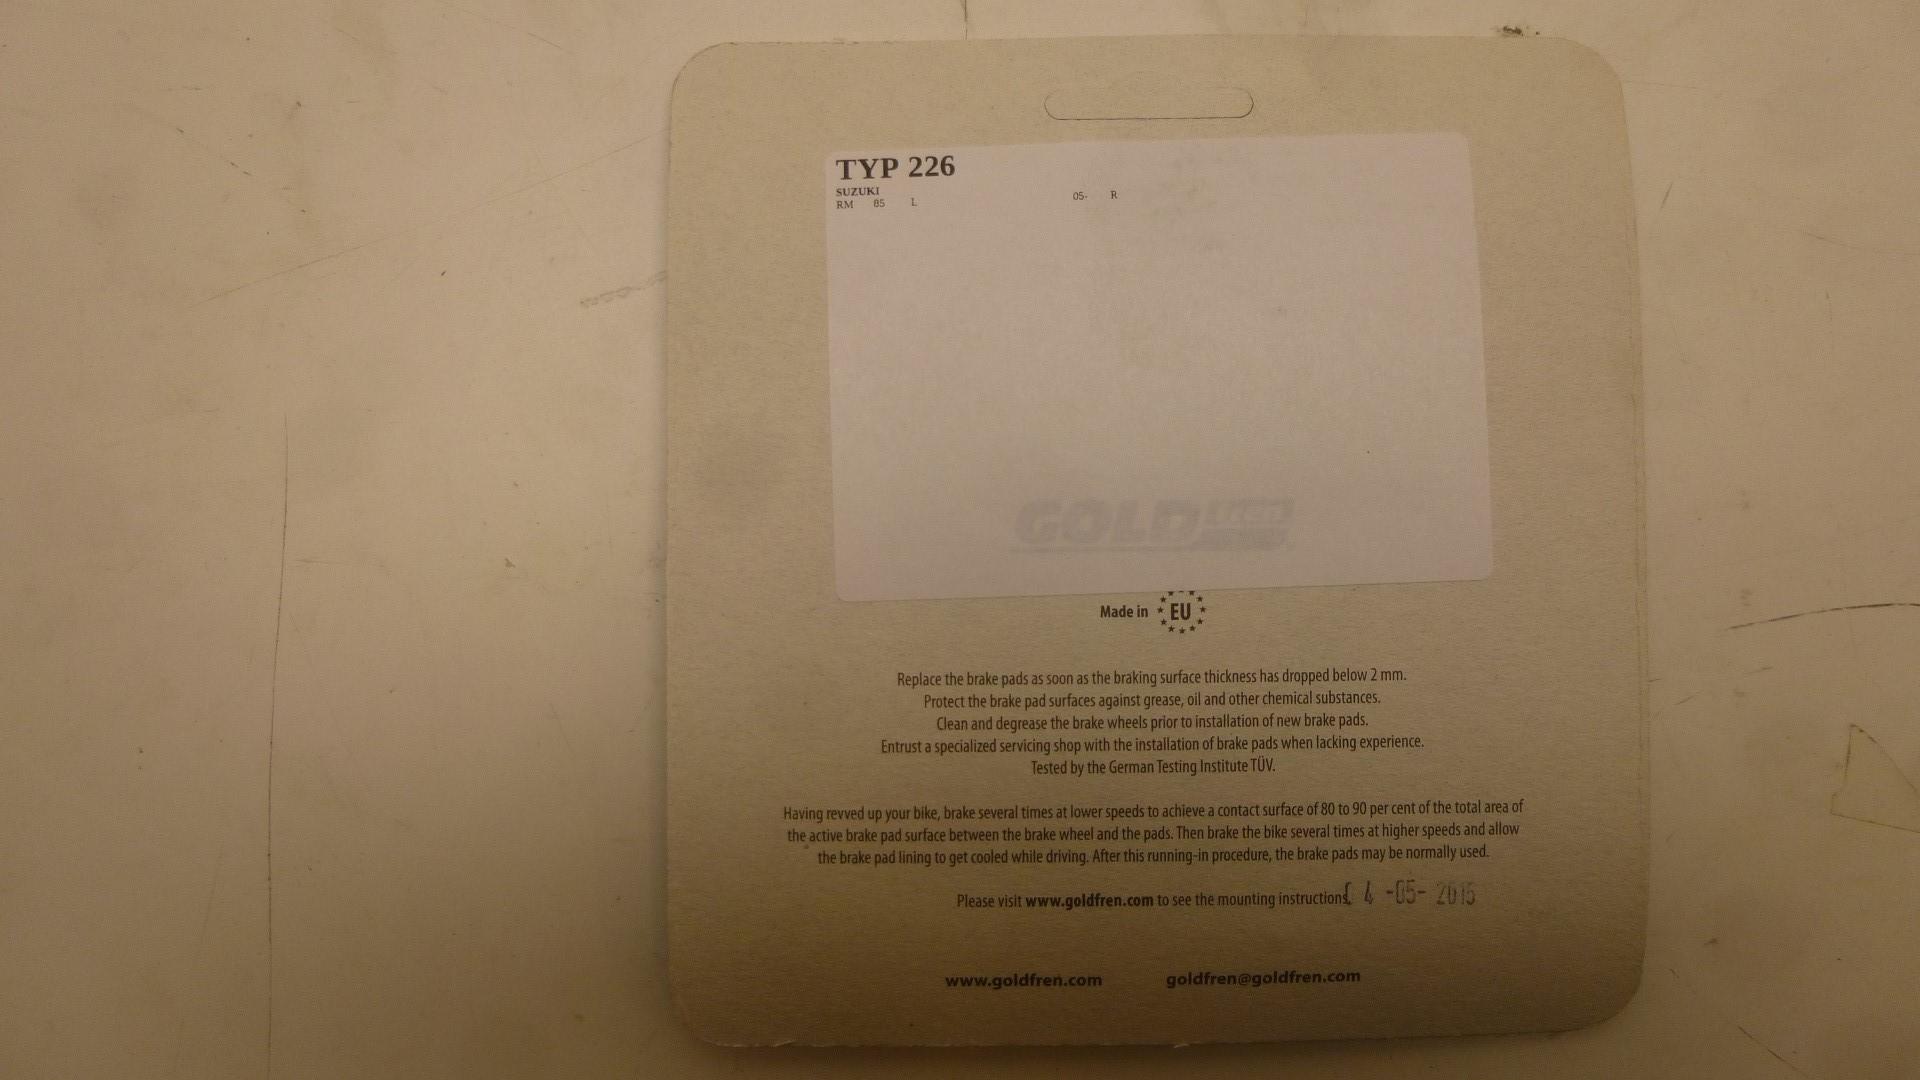 TYP 226
SUZUKI
RM 85 L 05- R
GOLDfren
Made in EU
Replace the brake pads as soon as the braking surface thickness has dropped below 2 mm.
Protect the brake pad surfaces against grease, oil and other chemical substances.
Clean and degrease the brake wheels prior to installation of new brake pads.
Entrust a specialized servicing shop with the installation of brake pads when lacking experience.
Tested by the German Testing Institute TÜV.
Having revved up your bike, brake several times at lower speeds to achieve a contact surface of 80 to 90 per cent of the total area of
the active brake pad surface between the brake wheel and the pads. Then brake the bike several times at higher speeds and allow
the brake pad lining to get cooled while driving. After this running-in procedure, the brake pads may be normally used.
Please visit www.goldfren.com to see the mounting instructions. 4 -05- 2015
www.goldfren.com goldfren@goldfren.com